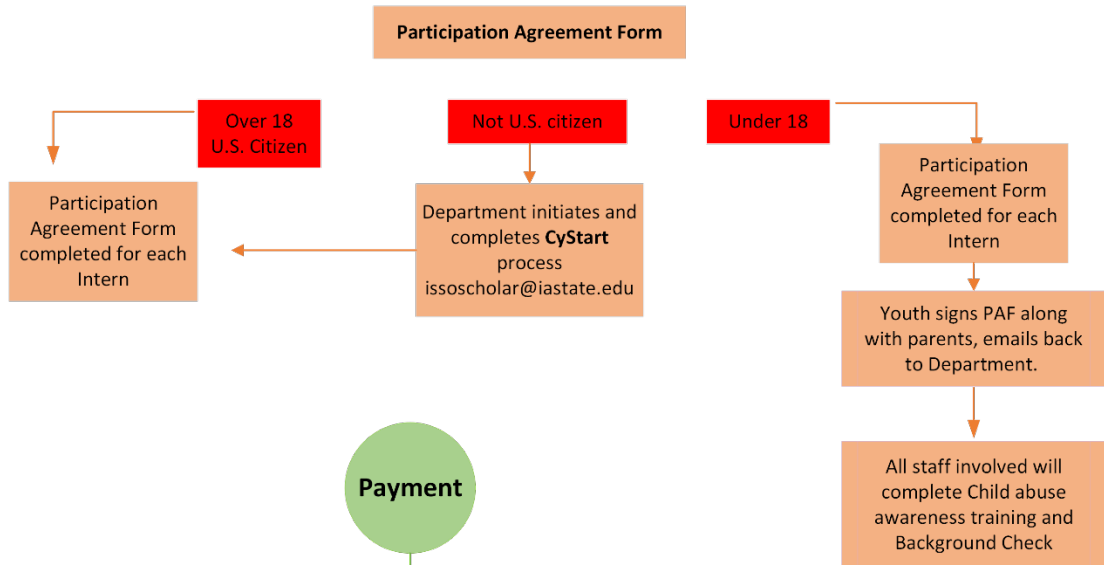 Participation Agreement Form
Over 18
U.S. Citizen
Not U.S. citizen
Under 18
Participation
Agreement Form
completed for each
Intern
Department initiates and
completes CyStart
process
issoscholar@iastate.edu
Participation
Agreement Form
completed for each
Intern
Youth signs PAF along
with parents, emails back
to Department.
Payment
All staff involved will
complete Child abuse
awareness training and
Background Check